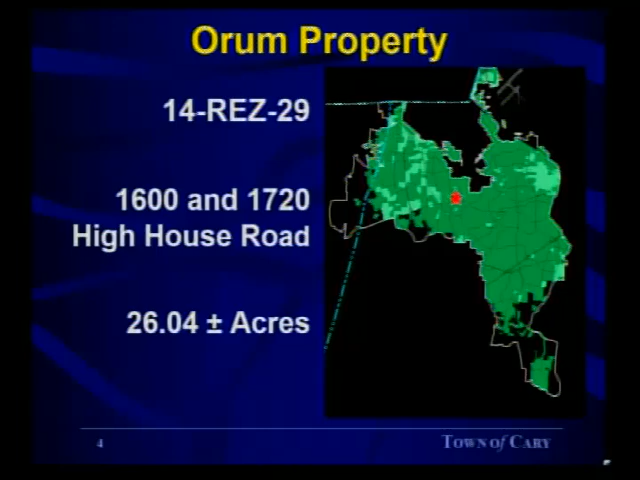 Orum Property
14-REZ-29
1600 and 1720
High House Road
26.04 ± Acres
4
TOWN of CARY